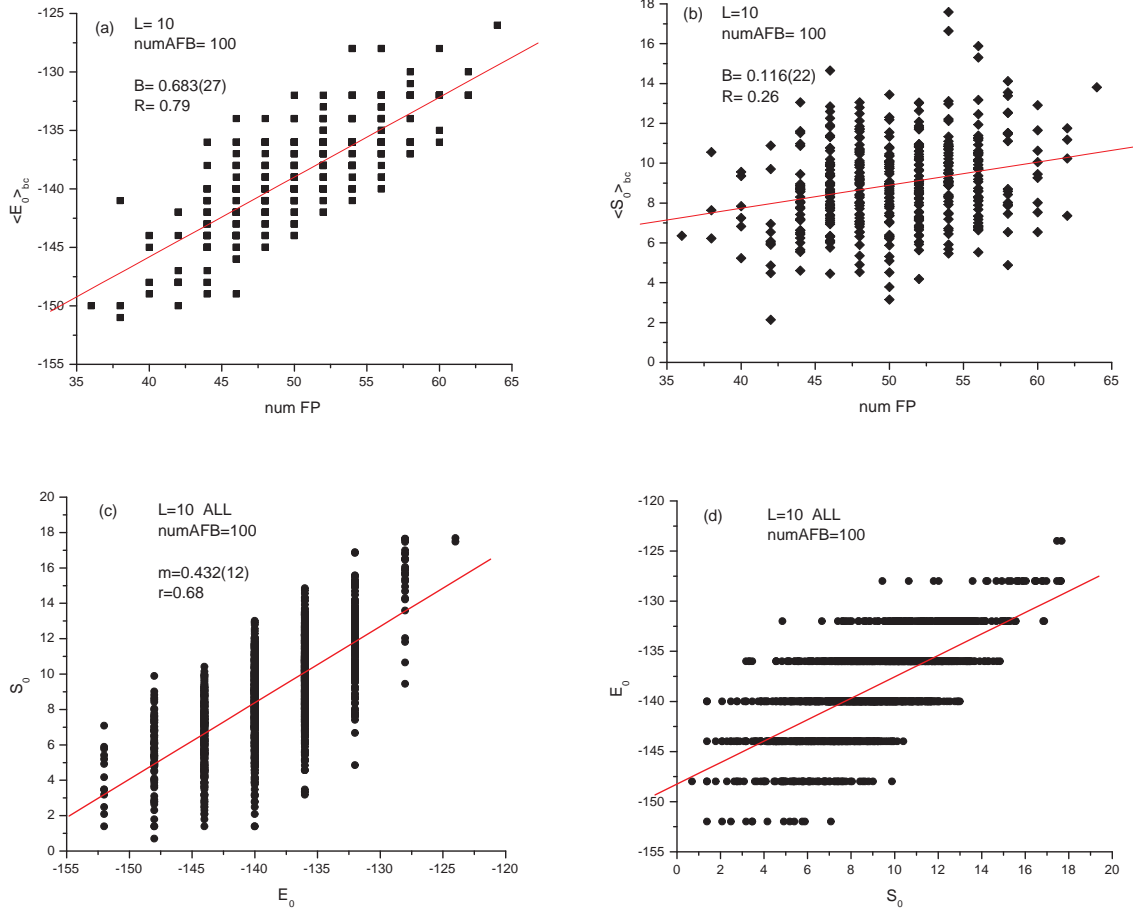 (a)
L= 10
numAFB= 100
B= 0.683(27)
R= 0.79
-125
-130
-135
-140
-145
-150
-155
<E₀>bc
35 40 45 50 55 60 65
num FP
(b)
L=10
numAFB= 100
B= 0.116(22)
R= 0.26
18
16
14
12
10
8
6
4
2
0
<S₀>bc
35 40 45 50 55 60 65
num FP
(c)
L=10 ALL
numAFB=100
m=0.432(12)
r=0.68
20
18
16
14
12
10
8
6
4
2
0
S₀
-155 -150 -145 -140 -135 -130 -125 -120
E₀
(d)
L=10 ALL
numAFB=100
-120
-125
-130
-135
-140
-145
-150
-155
E₀
0 2 4 6 8 10 12 14 16 18 20
S₀